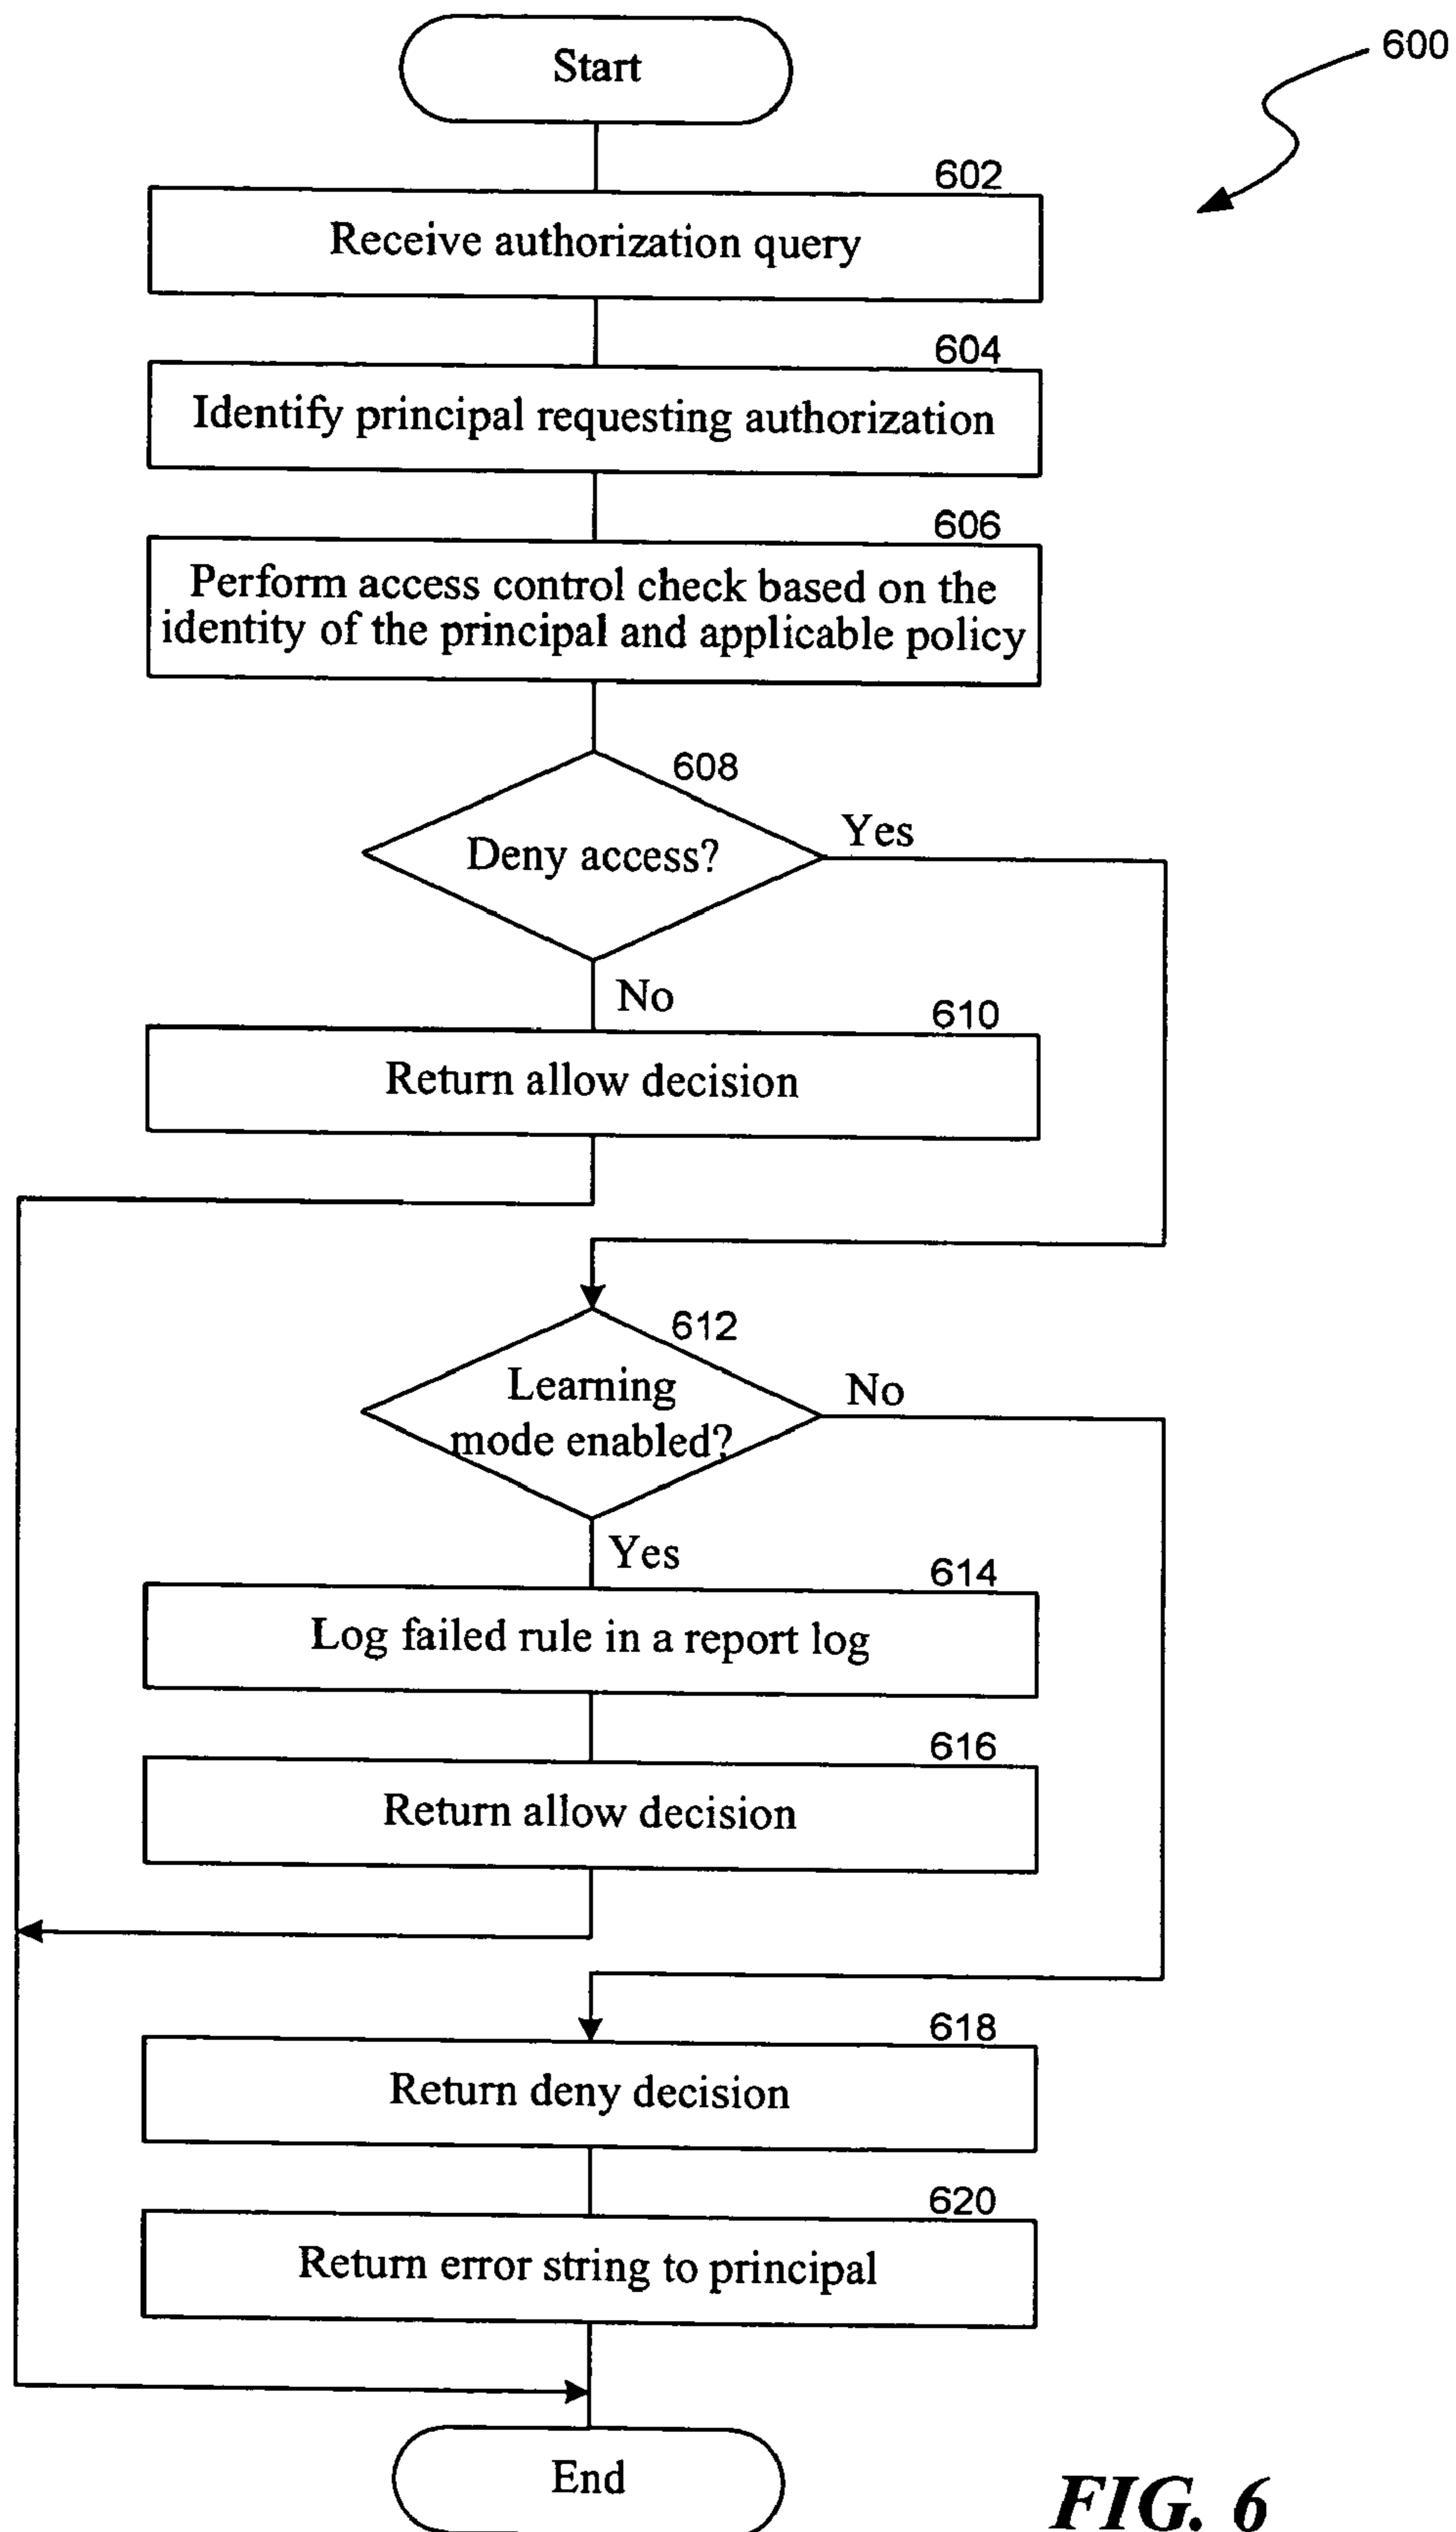 600
Start
602
Receive authorization query
604
Identify principal requesting authorization
606
Perform access control check based on the
identity of the principal and applicable policy
608
Deny access?
Yes
No
610
Return allow decision
612
Learning
mode enabled?
No
Yes
614
Log failed rule in a report log
616
Return allow decision
618
Return deny decision
620
Return error string to principal
End
FIG. 6